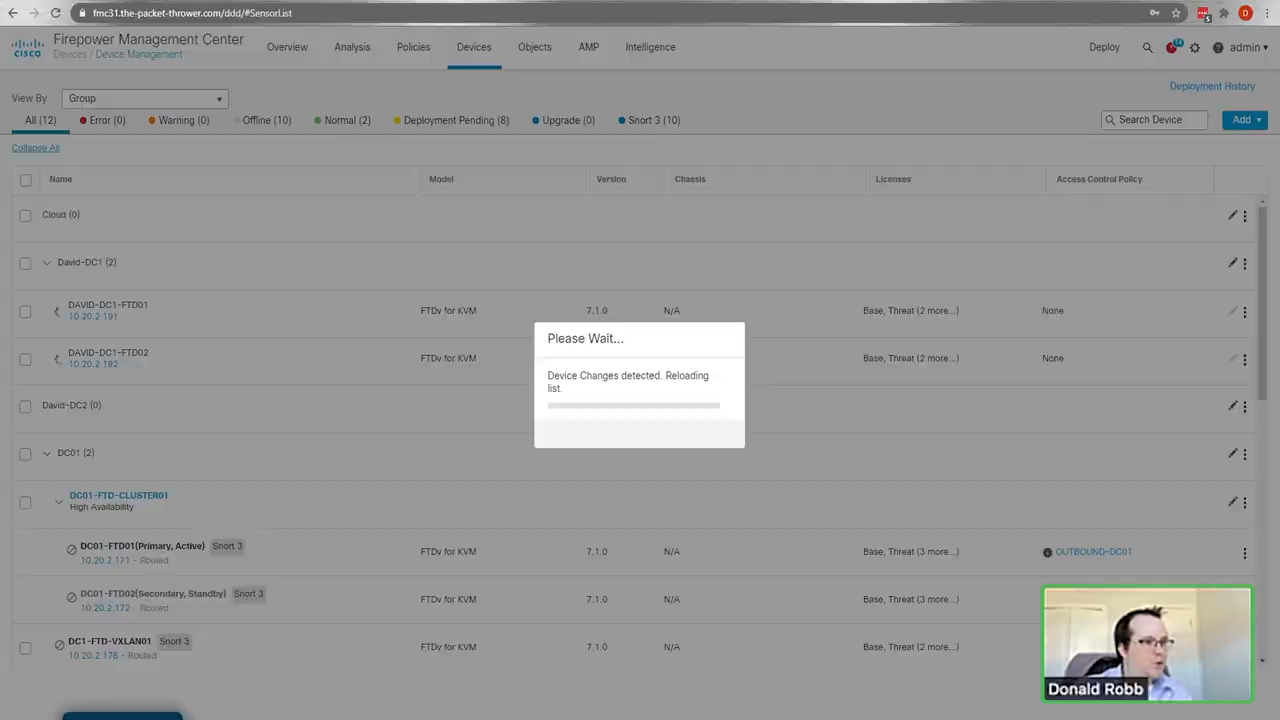 fmc31.the-packet-thrower.com/ddd/#SensorList
5
D
CISCO
Firepower Management Center
Devices / Device Management
Overview
Analysis
Policies
Devices
Objects
AMP
Intelligence
Deploy
admin
Deployment History
View By
Group
All (12)
Error (0)
Warning (0)
Offline (10)
Normal (2)
Deployment Pending (8)
Upgrade (0)
Snort 3 (10)
Search Device
Add
Collapse All
Name
Model
Version
Chassis
Licenses
Access Control Policy
Cloud (0)
David-DC1 (2)
DAVID-DC1-FTD01
10.20.2.191
FTDv for KVM
7.1.0
N/A
Base, Threat (2 more...)
None
DAVID-DC1-FTD02
10.20.2.192
FTDv for KVM
Base, Threat (2 more...)
None
Please Wait...
Device Changes detected. Reloading
list.
David-DC2 (0)
DC01 (2)
DC01-FTD-CLUSTER01
High Availability
DC01-FTD01(Primary, Active)
Snort 3
10.20.2.171 - Routed
FTDv for KVM
7.1.0
N/A
Base, Threat (3 more...)
OUTBOUND-DC01
DC01-FTD02(Secondary, Standby)
Snort 3
10.20.2.172 - Routed
FTDv for KVM
7.1.0
N/A
Base, Threat (3 more...)
DC1-FTD-VXLAN01
Snort 3
10.20.2.178 - Routed
FTDv for KVM
7.1.0
N/A
Base, Threat (3 more...)
Donald Robb